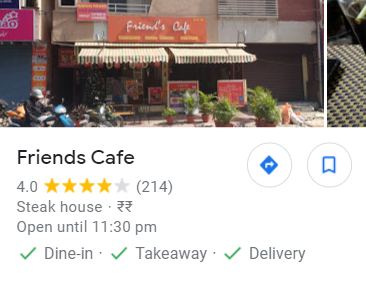 Friend's Cafe
Friends Cafe
4.0 (214)
Steak house · ₹₹
Open until 11:30 pm
Dine-in · Takeaway · Delivery